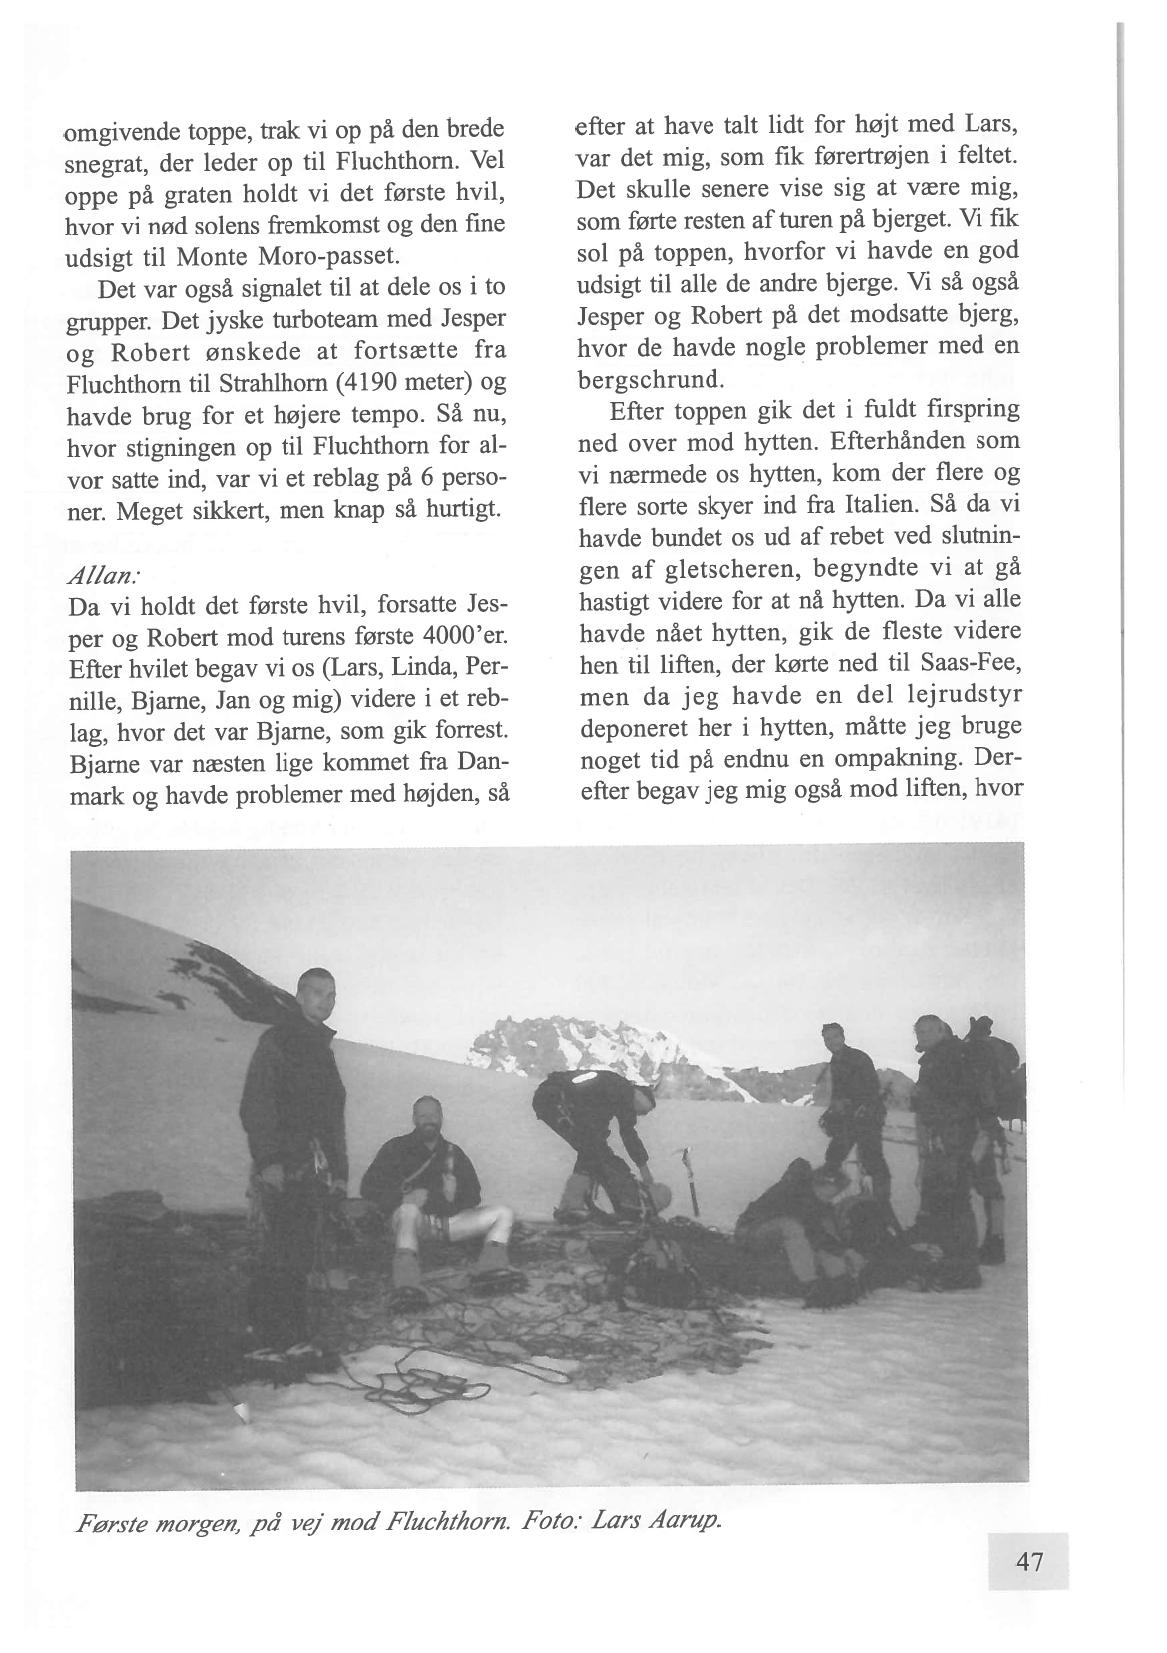 omgivende toppe, trak vi op på den brede
snegrat, der leder op til Fluchthorn. Vel
oppe på graten holdt vi det første hvil,
hvor vi nød solens fremkomst og den fine
udsigt til Monte Moro-passet.
Det var også signalet til at dele os i to
grupper. Det jyske turboteam med Jesper
og Robert ønskede at fortsætte fra
Fluchthorn til Strahlhorn (4190 meter) og
havde brug for et højere tempo. Så nu,
hvor stigningen op til Fluchthorn for al-
vor satte ind, var vi et reblag på 6 perso-
ner. Meget sikkert, men knap så hurtigt.
Allan:
Da vi holdt det første hvil, forsatte Jes-
per og Robert mod turens første 4000’er.
Efter hvilet begav vi os (Lars, Linda, Per-
nille, Bjarne, Jan og mig) videre i et reb-
lag, hvor det var Bjarne, som gik forrest.
Bjarne var næsten lige kommet fra Dan-
mark og havde problemer med højden, så
efter at have talt lidt for højt med Lars,
var det mig, som fik førertrøjen i feltet.
Det skulle senere vise sig at være mig,
som førte resten af turen på bjerget. Vi fik
sol på toppen, hvorfor vi havde en god
udsigt til alle de andre bjerge. Vi så også
Jesper og Robert på det modsatte bjerg,
hvor de havde nogle problemer med en
bergschrund.
Efter toppen gik det i fuldt firspring
ned over mod hytten. Efterhånden som
vi nærmede os hytten, kom der flere og
flere sorte skyer ind fra Italien. Så da vi
havde bundet os ud af rebet ved slutnin-
gen af gletscheren, begyndte vi at gå
hastigt videre for at nå hytten. Da vi alle
havde nået hytten, gik de fleste videre
hen til liften, der kørte ned til Saas-Fee,
men da jeg havde en del lejrudstyr
deponeret her i hytten, måtte jeg bruge
noget tid på endnu en ompakning. Der-
efter begav jeg mig også mod liften, hvor
Første morgen, på vej mod Fluchthorn. Foto: Lars Aarup.
47